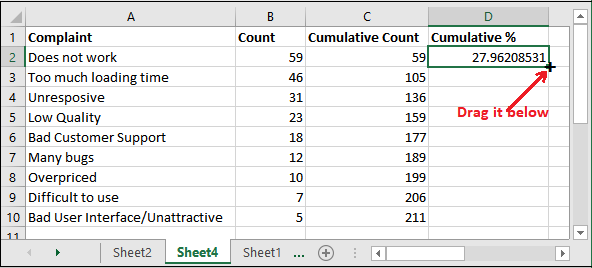 A B C D
1 Complaint Count Cumulative Count Cumulative %
2 Does not work 59 59 27.96208531
3 Too much loading time 46 105
4 Unresposive 31 136
Drag it below
5 Low Quality 23 159
6 Bad Customer Support 18 177
7 Many bugs 12 189
8 Overpriced 10 199
9 Difficult to use 7 206
10 Bad User Interface/Unattractive 5 211
11
Sheet2 Sheet4 Sheet1 ...